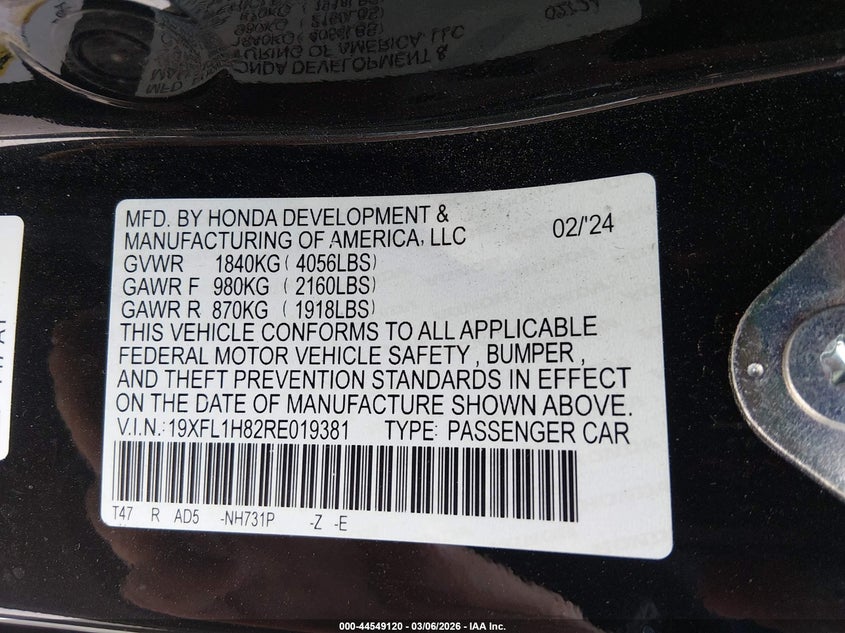 MFD. BY HONDA DEVELOPMENT &
MANUFACTURING OF AMERICA, LLC 02/'24
GVWR 1840KG ( 4056LBS)
GAWR F 980KG ( 2160LBS)
GAWR R 870KG ( 1918LBS)
THIS VEHICLE CONFORMS TO ALL APPLICABLE
FEDERAL MOTOR VEHICLE SAFETY , BUMPER ,
AND THEFT PREVENTION STANDARDS IN EFFECT
ON THE DATE OF MANUFACTURE SHOWN ABOVE.
V.I.N.: 19XFL1H82RE019381 TYPE: PASSENGER CAR
T47 R AD5 -NH731P -Z -E
000-44549120 - 03/06/2026 - IAA Inc.